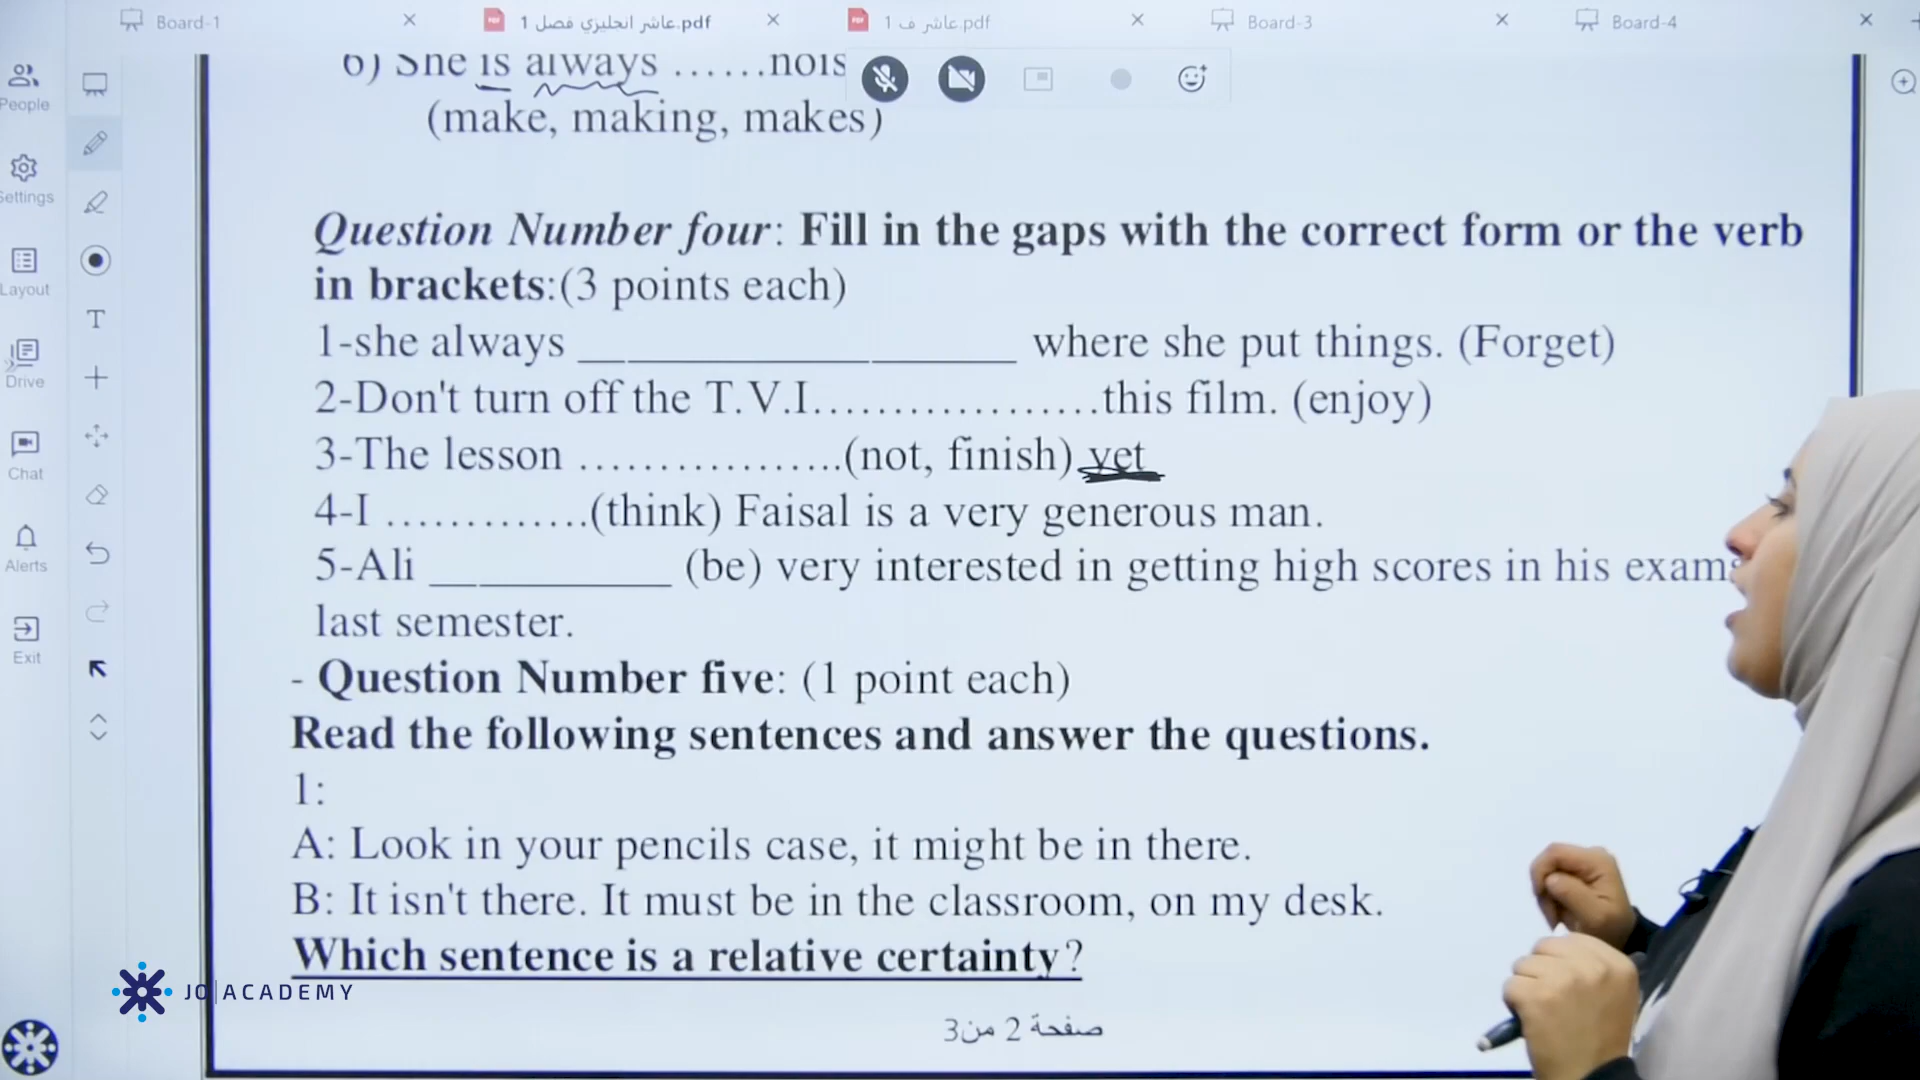 Board-1
عاشر انجليزي فصل 1.pdf
عاشر ف 1.pdf
Board-3
Board-4
People
Settings
Layout
Drive
Chat
Alerts
Exit
6) She is always ......nois
(make, making, makes)
Question Number four: Fill in the gaps with the correct form or the verb
in brackets:(3 points each)
1-she always __________________ where she put things. (Forget)
2-Don't turn off the T.V.I..................this film. (enjoy)
3-The lesson .................(not, finish) yet
4-I .............(think) Faisal is a very generous man.
5-Ali __________ (be) very interested in getting high scores in his exams
last semester.
- Question Number five: (1 point each)
Read the following sentences and answer the questions.
1:
A: Look in your pencils case, it might be in there.
B: It isn't there. It must be in the classroom, on my desk.
Which sentence is a relative certainty?
JO ACADEMY
صفحة 2 من3